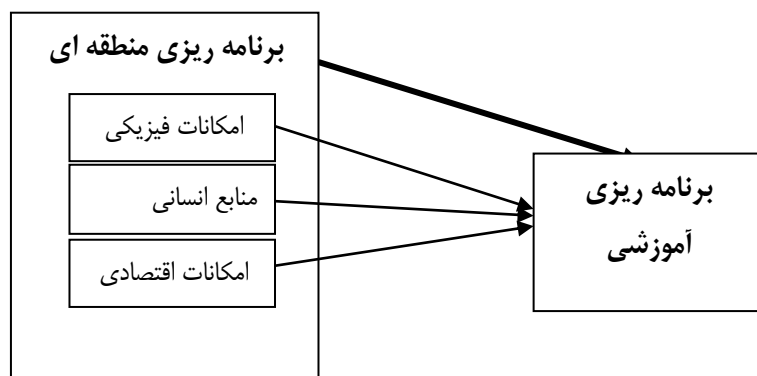 برنامه ریزی منطقه ای
امکانات فیزیکی
منابع انسانی
امکانات اقتصادی
برنامه ریزی
آموزشی